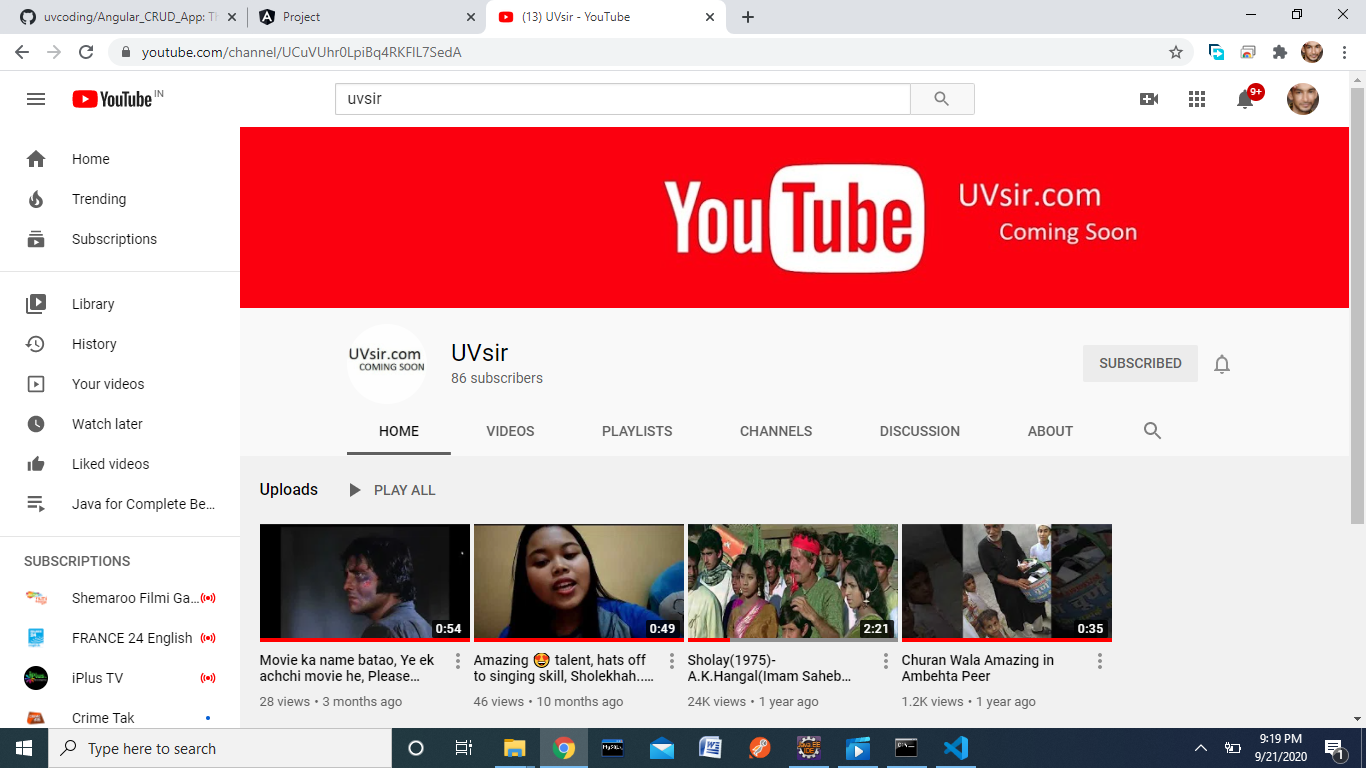 uvcoding/Angular_CRUD_App: Th
Project
(13) UVsir - YouTube
youtube.com/channel/UCuVUhr0LpiBq4RKFlL7SedA
YouTube IN
uvsir
9+
Home
Trending
Subscriptions
Library
History
Your videos
Watch later
Liked videos
Java for Complete Be...
SUBSCRIPTIONS
Shemaroo Filmi Ga...
FRANCE 24 English
iPlus TV
Crime Tak
YouTube
UVsir.com
Coming Soon
UVsir.com
COMING SOON
UVsir
86 subscribers
SUBSCRIBED
HOME
VIDEOS
PLAYLISTS
CHANNELS
DISCUSSION
ABOUT
Uploads
PLAY ALL
0:54
0:49
2:21
0:35
Movie ka name batao, Ye ek
achchi movie he, Please...
28 views • 3 months ago
Amazing 🤩 talent, hats off
to singing skill, Sholekhah.…
46 views • 10 months ago
Sholay(1975)-
A.K.Hangal(Imam Saheb...
24K views • 1 year ago
Churan Wala Amazing in
Ambehta Peer
1.2K views • 1 year ago
Type here to search
9:19 PM
9/21/2020
1